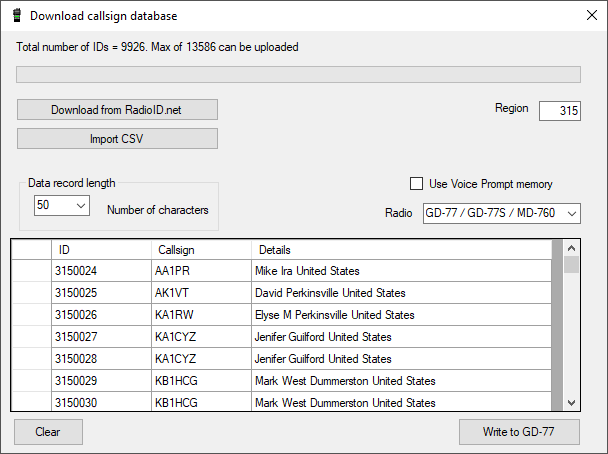 Download callsign database
Total number of IDs = 9926. Max of 13586 can be uploaded
Download from RadioID.net
Region 315
Import CSV
Data record length
Use Voice Prompt memory
50 Number of characters
Radio GD-77 / GD-77S / MD-760
ID Callsign Details
3150024 AA1PR Mike Ira United States
3150025 AK1VT David Perkinsville United States
3150026 KA1RW Elyse M Perkinsville United States
3150027 KA1CYZ Jenifer Guilford United States
3150028 KA1CYZ Jenifer Guilford United States
3150029 KB1HCG Mark West Dummerston United States
3150030 KB1HCG Mark West Dummerston United States
Clear Write to GD-77